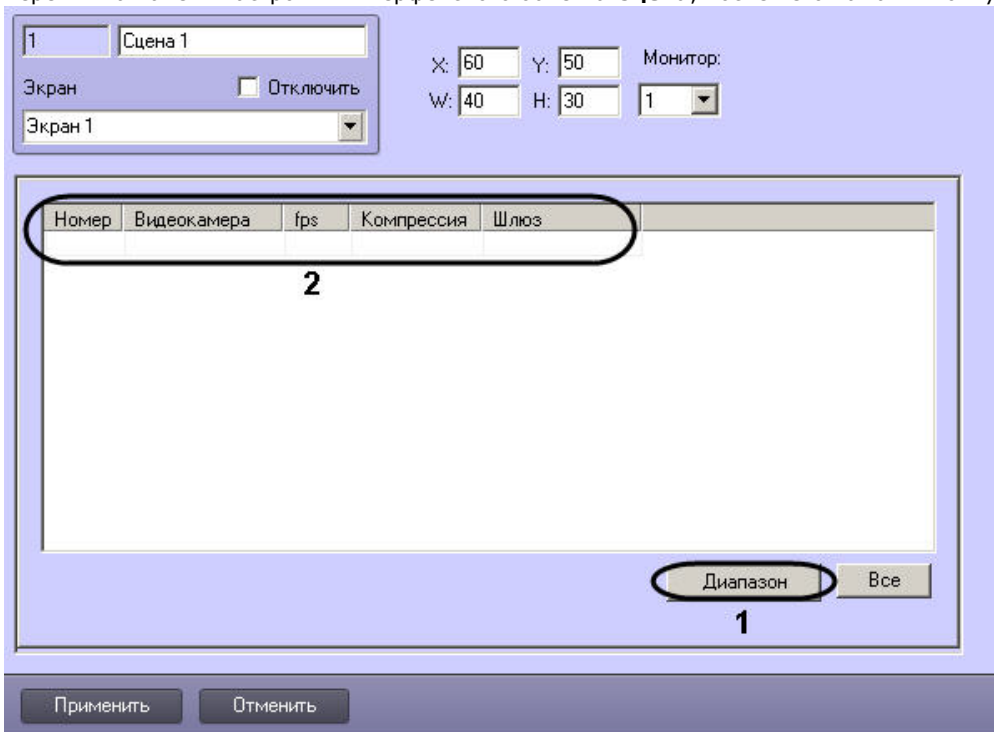 1 Сцена 1
Экран Отключить
Экран 1
X: 60 Y: 50 Монитор:
W: 40 H: 30 1
Номер Видеокамера fps Компрессия Шлюз
2
Диапазон Все
1
Применить Отменить